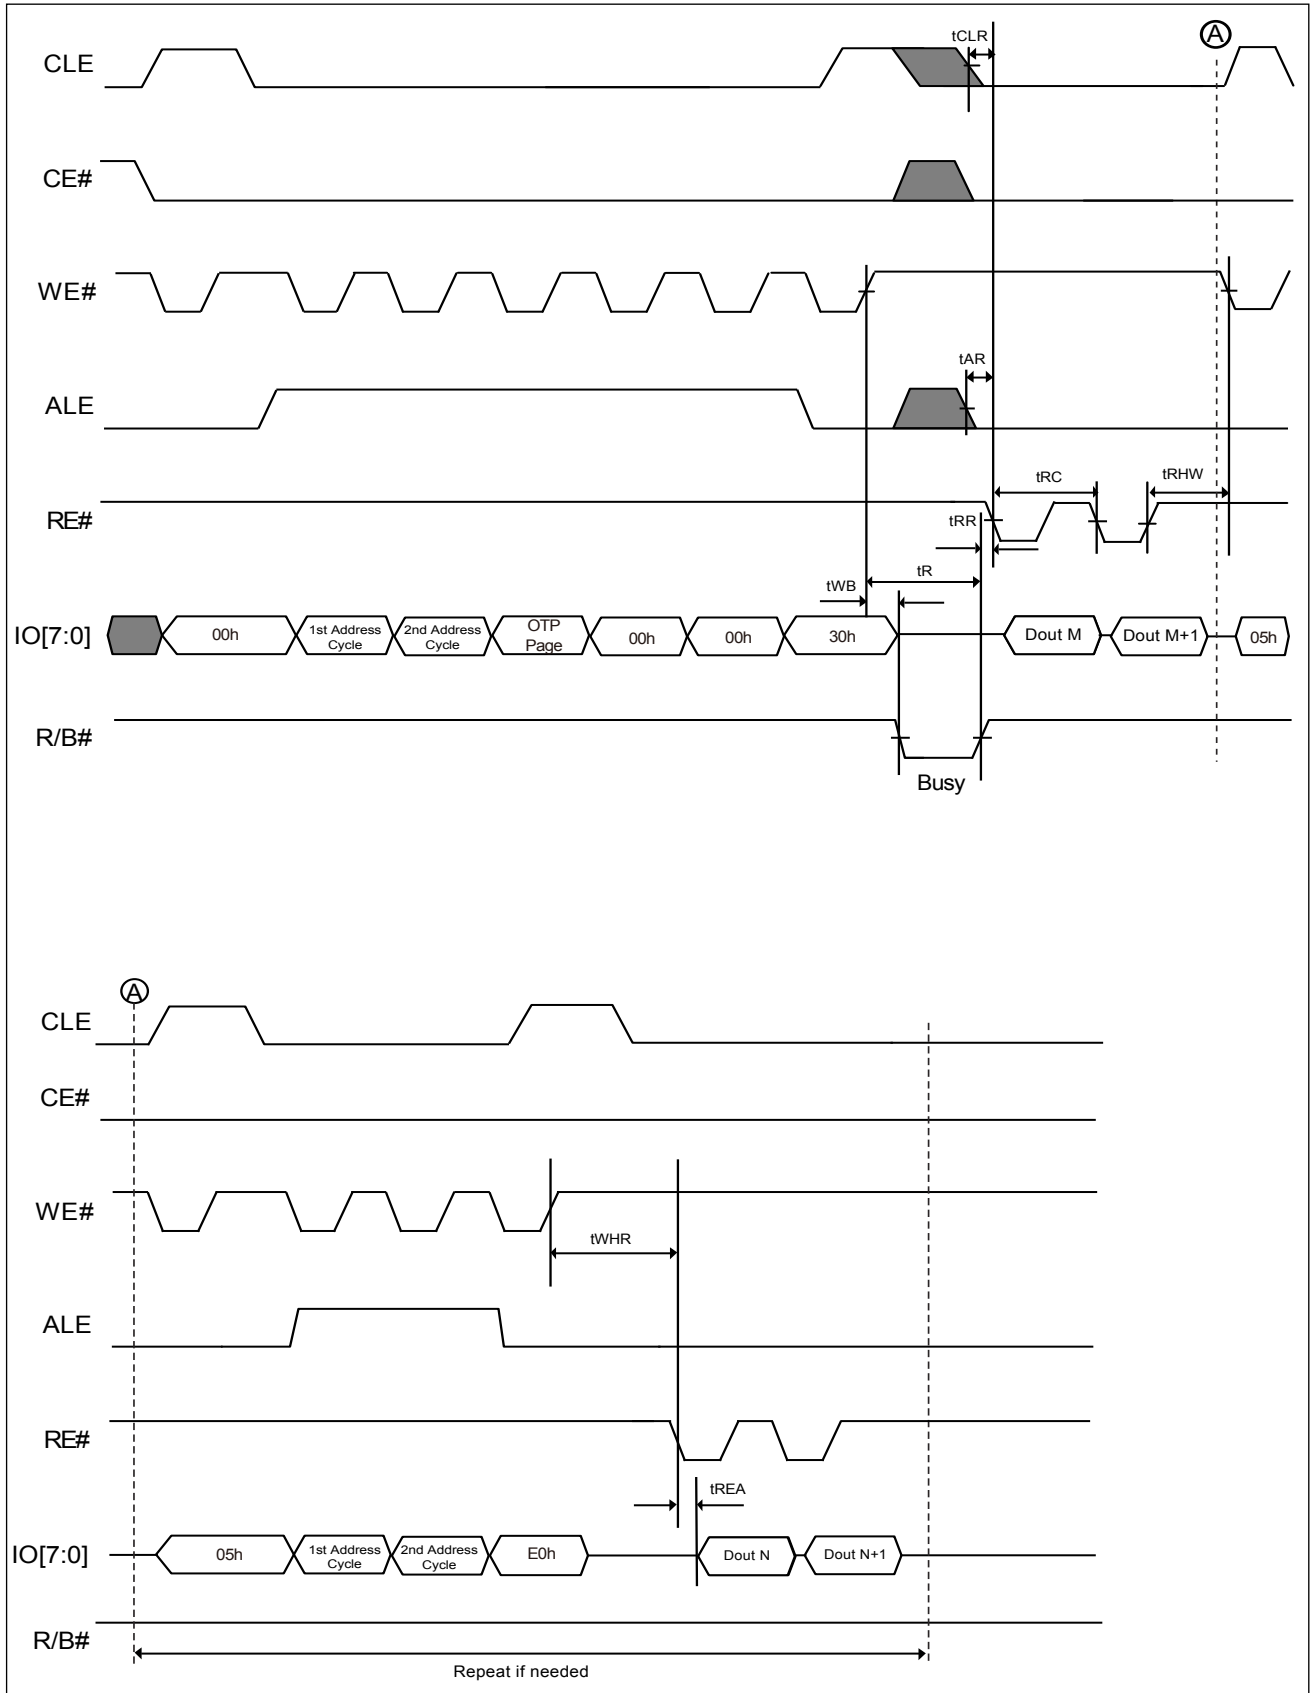 tCLR
A
CLE
CE#
WE#
tAR
ALE
tRC
tRHW
RE#
tRR
tWB
tR
IO[7:0]
00h
1st Address
Cycle
2nd Address
Cycle
OTP
Page
00h
00h
30h
Dout M
Dout M+1
05h
R/B#
Busy
A
CLE
CE#
WE#
tWHR
ALE
RE#
tREA
IO[7:0]
05h
1st Address
Cycle
2nd Address
Cycle
E0h
Dout N
Dout N+1
R/B#
Repeat if needed